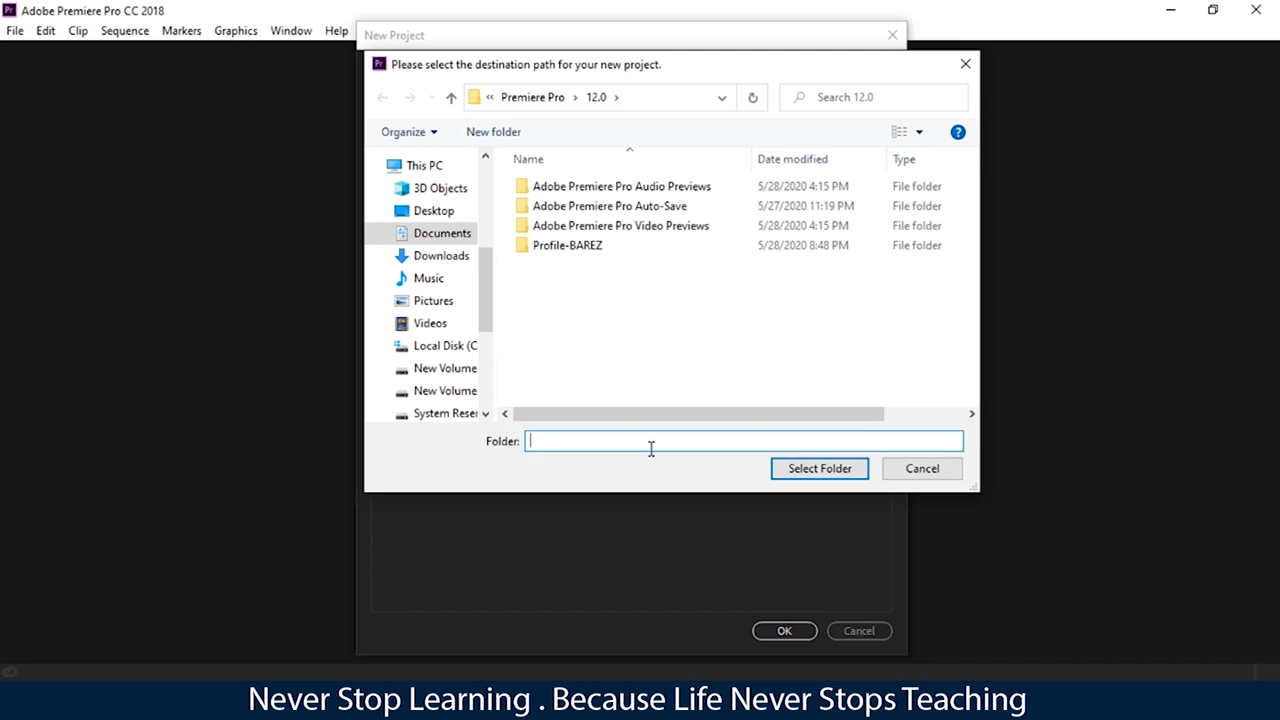 Adobe Premiere Pro CC 2018
File Edit Clip Sequence Markers Graphics Window Help
New Project
Please select the destination path for your new project.
« Premiere Pro › 12.0 ›
Search 12.0
Organize
New folder
This PC
3D Objects
Desktop
Documents
Downloads
Music
Pictures
Videos
Local Disk (C
New Volume
New Volume
System Reser
Name Date modified Type
Adobe Premiere Pro Audio Previews 5/28/2020 4:15 PM File folder
Adobe Premiere Pro Auto-Save 5/27/2020 11:19 PM File folder
Adobe Premiere Pro Video Previews 5/28/2020 4:15 PM File folder
Profile-BAREZ 5/28/2020 8:48 PM File folder
Folder:
Select Folder Cancel
OK Cancel
Never Stop Learning . Because Life Never Stops Teaching